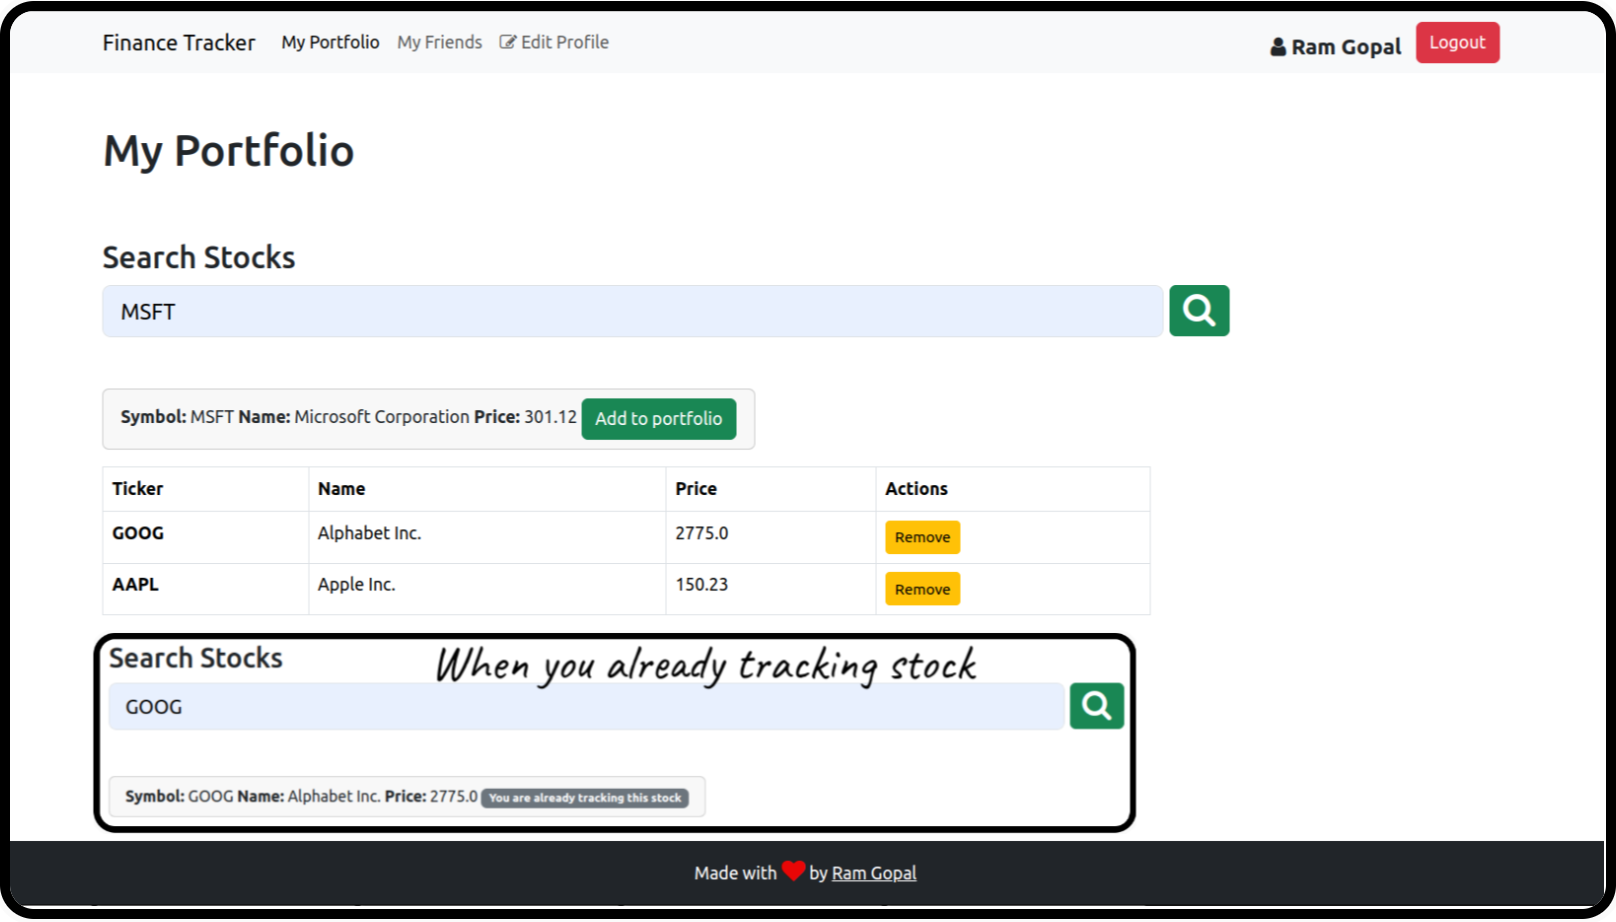 Finance Tracker My Portfolio My Friends Edit Profile Ram Gopal Logout
My Portfolio
Search Stocks
MSFT
Symbol: MSFT Name: Microsoft Corporation Price: 301.12 Add to portfolio
Ticker Name Price Actions
GOOG Alphabet Inc. 2775.0 Remove
AAPL Apple Inc. 150.23 Remove
Search Stocks When you already tracking stock
GOOG
Symbol: GOOG Name: Alphabet Inc. Price: 2775.0 You are already tracking this stock
Made with by Ram Gopal